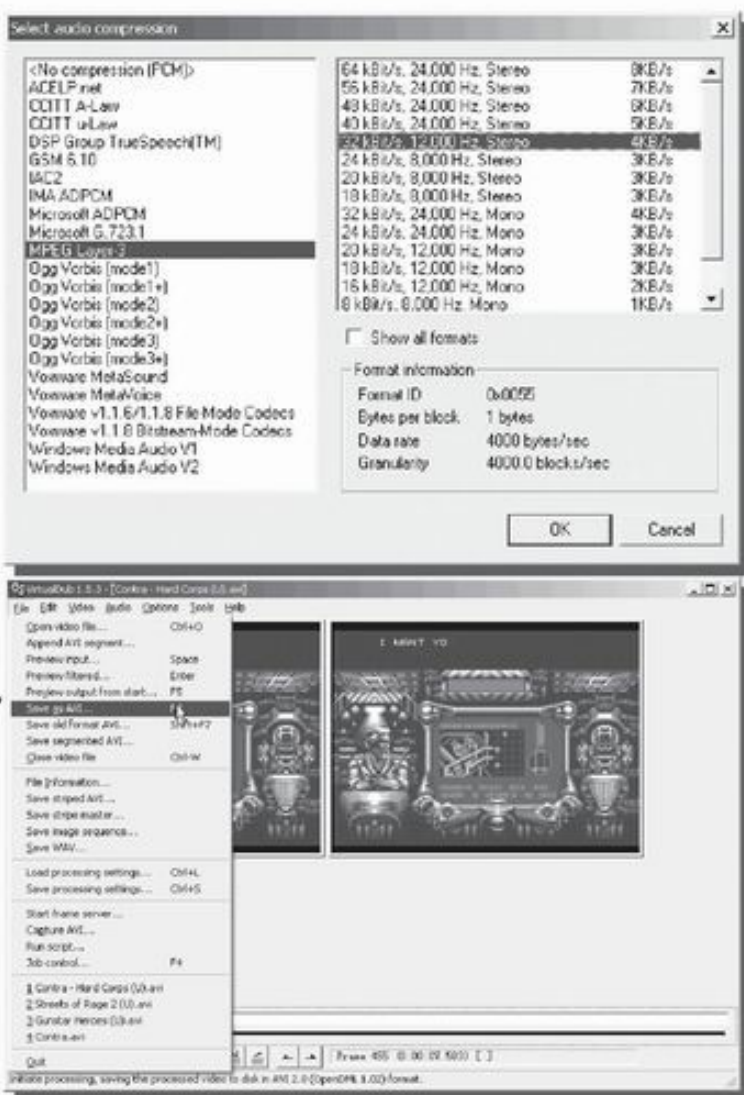 Select audio compression
<No compression (PCM)>
ACELP.net
CCITT A-Law
CCITT u-Law
DSP Group TrueSpeech(TM)
GSM 6.10
IAC2
IMA ADPCM
Microsoft ADPCM
Microsoft G.723.1
MPEG Layer-3
Ogg Vorbis (mode1)
Ogg Vorbis (mode1+)
Ogg Vorbis (mode2)
Ogg Vorbis (mode2+)
Ogg Vorbis (mode3)
Ogg Vorbis (mode3+)
Voxware MetaSound
Voxware MetaVoice
Voxware v1.1.6/1.1.8 File-Mode Codecs
Voxware v1.1.8 Bitstream-Mode Codecs
Windows Media Audio V1
Windows Media Audio V2
64 kBit/s, 24,000 Hz, Stereo 8KB/s
56 kBit/s, 24,000 Hz, Stereo 7KB/s
48 kBit/s, 24,000 Hz, Stereo 6KB/s
40 kBit/s, 24,000 Hz, Stereo 5KB/s
32 kBit/s, 12,000 Hz, Stereo 4KB/s
24 kBit/s, 8,000 Hz, Stereo 3KB/s
20 kBit/s, 8,000 Hz, Stereo 3KB/s
18 kBit/s, 8,000 Hz, Stereo 3KB/s
32 kBit/s, 24,000 Hz, Mono 4KB/s
24 kBit/s, 24,000 Hz, Mono 3KB/s
20 kBit/s, 12,000 Hz, Mono 3KB/s
18 kBit/s, 12,000 Hz, Mono 3KB/s
16 kBit/s, 12,000 Hz, Mono 2KB/s
8 kBit/s, 8,000 Hz, Mono 1KB/s
Show all formats
Format information
Format ID 0x0055
Bytes per block 1 bytes
Data rate 4000 bytes/sec
Granularity 4000.0 blocks/sec
OK Cancel
VirtualDub 1.5.3 - [Contra - Hard Corps (U).avi]
File Edit Video Audio Options Tools Help
Open video file... Ctrl+O
Append AVI segment...
Preview input... Space
Preview filtered... Enter
Preview output from start... F5
Save as AVI...
Save old format AVI... Shift+F7
Save segmented AVI...
Close video file Ctrl-W
File Information...
Save striped AVI...
Save stripe master...
Save image sequence...
Save WAV...
Load processing settings... Ctrl+L
Save processing settings... Ctrl+S
Start frame server...
Capture AVI...
Run script...
Job control... F4
1 Contra - Hard Corps (U).avi
2 Streets of Rage 2 (U).avi
3 Gunstar Heroes (U).avi
4 Contra.avi
Quit
I WANT YO
Frame 455 [ ]
Initiate processing, saving the processed video to disk in AVI 2.0 (OpenDML 1.02) format.